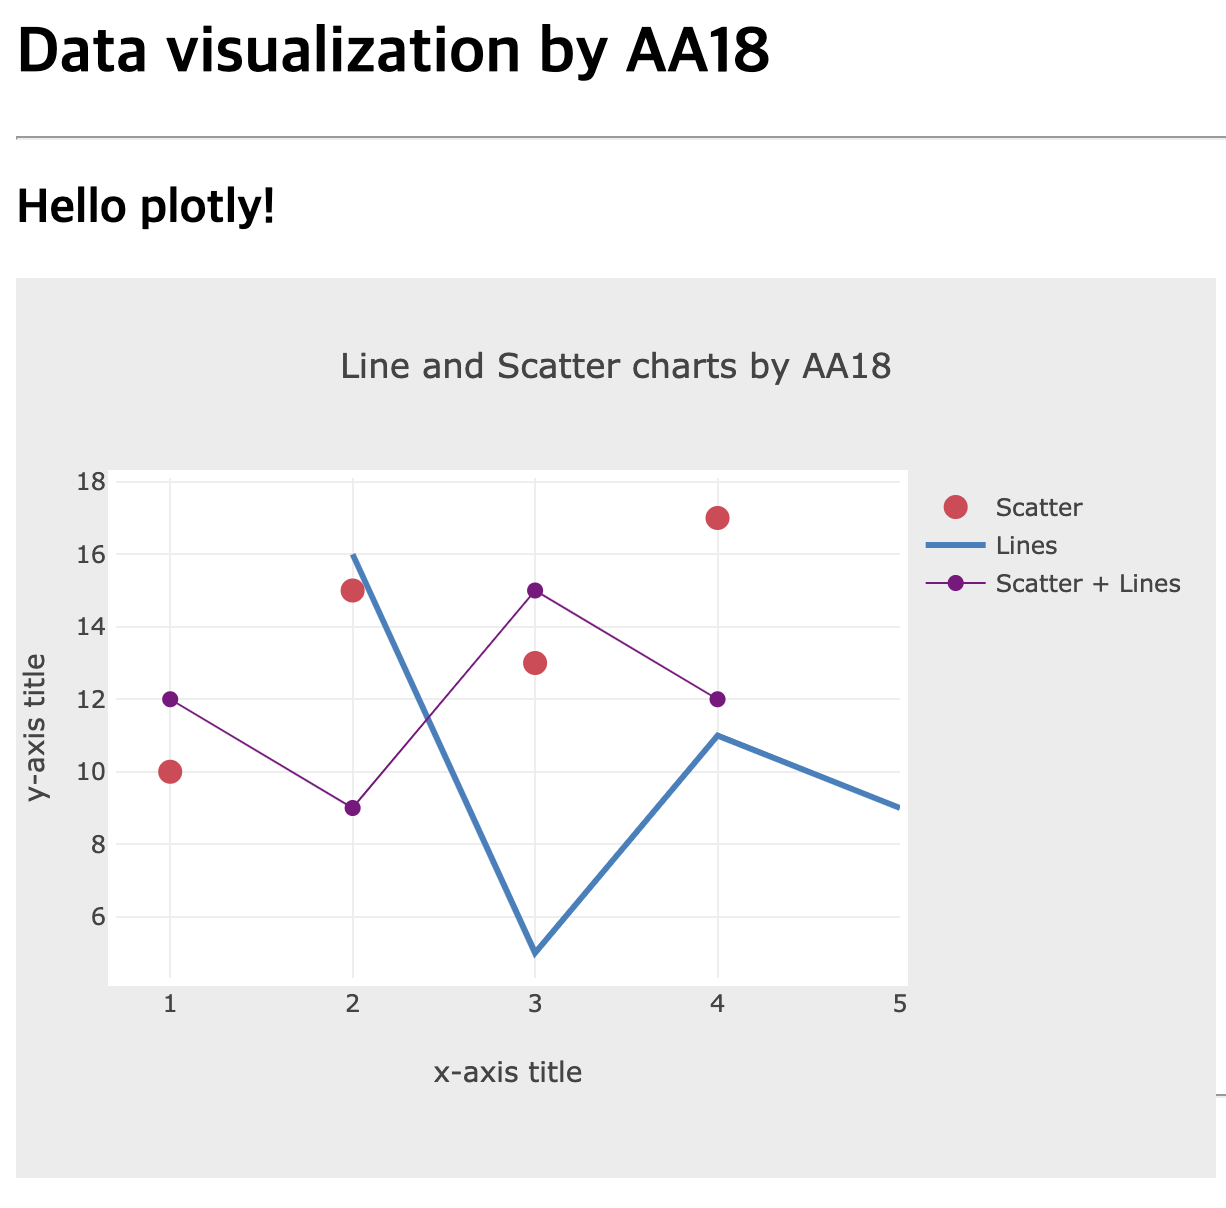 Data visualization by AA18
Hello plotly!
Line and Scatter charts by AA18
18
16
14
12
10
8
6
y-axis title
1 2 3 4 5
x-axis title
Scatter
Lines
Scatter + Lines